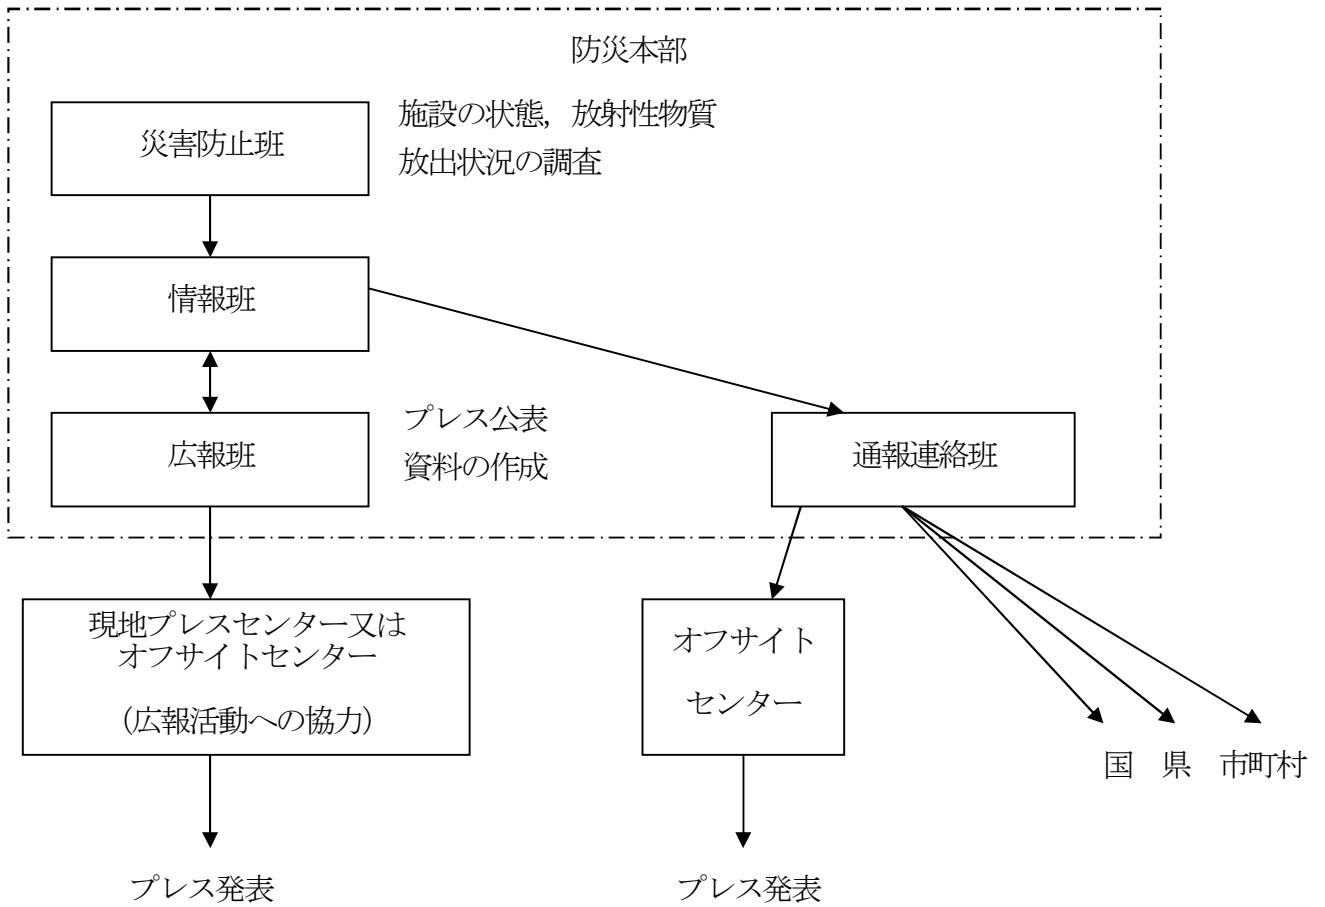 防災本部
災害防止班
施設の状態，放射性物質
放出状況の調査
情報班
広報班
プレス公表
資料の作成
通報連絡班
現地プレスセンター又は
オフサイトセンター
（広報活動への協力）
オフサイト
センター
国　県　市町村
プレス発表
プレス発表